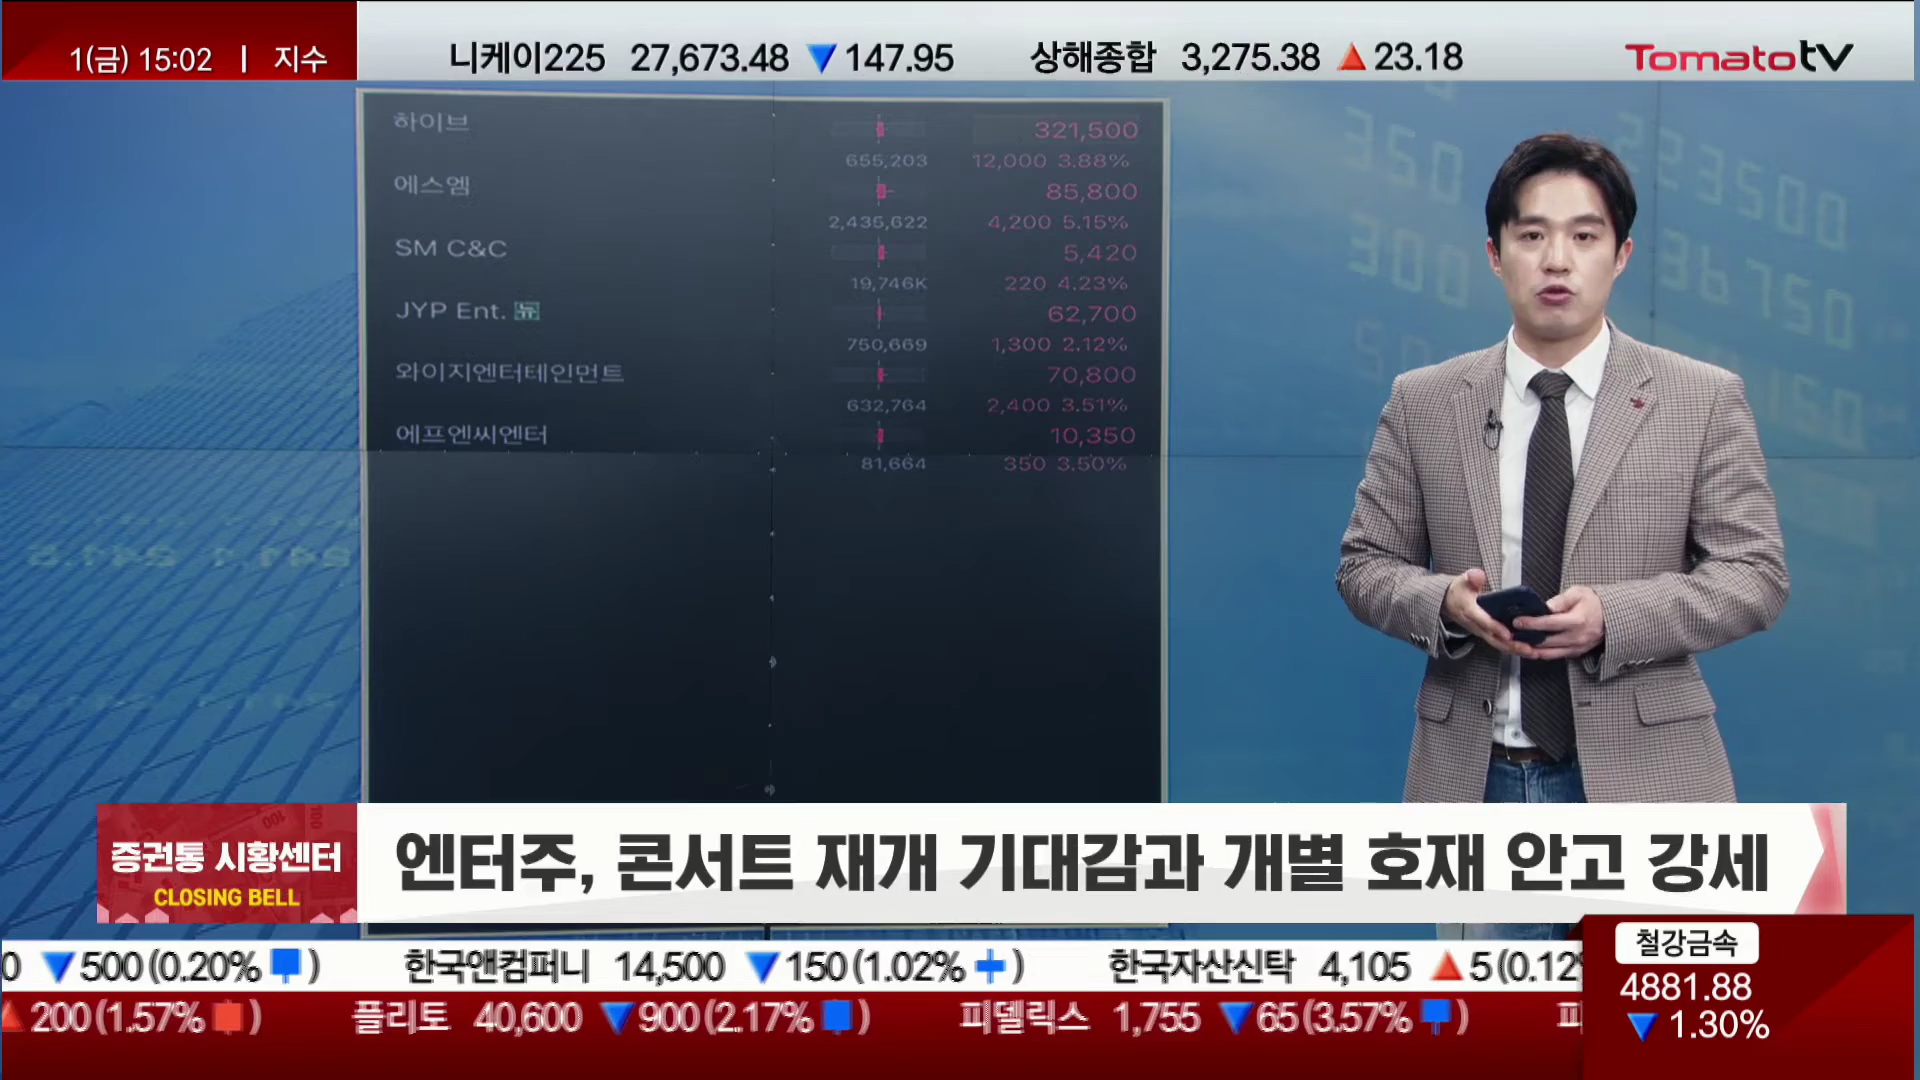 1(금) 15:02 | 지수
니케이225 27,673.48 ▼147.95 상해종합 3,275.38 ▲23.18
Tomatotv
하이브 321,500
655,203 12,000 3.88%
에스엠 85,800
2,435,622 4,200 5.15%
SM C&C 5,420
19,746K 220 4.23%
JYP Ent. 뉴 62,700
750,669 1,300 2.12%
와이지엔터테인먼트 70,800
632,764 2,400 3.51%
에프엔씨엔터 10,350
81,664 350 3.50%
350 223500
300 36750
증권통 시황센터
CLOSING BELL
엔터주, 콘서트 재개 기대감과 개별 호재 안고 강세
0 ▼500(0.20% ) 한국앤컴퍼니 14,500 ▼150(1.02% ) 한국자산신탁 4,105 ▲5(0.12%
▲200(1.57% ) 플리토 40,600 ▼900(2.17% ) 피델릭스 1,755 ▼65(3.57% )
철강금속
4881.88
▼1.30%